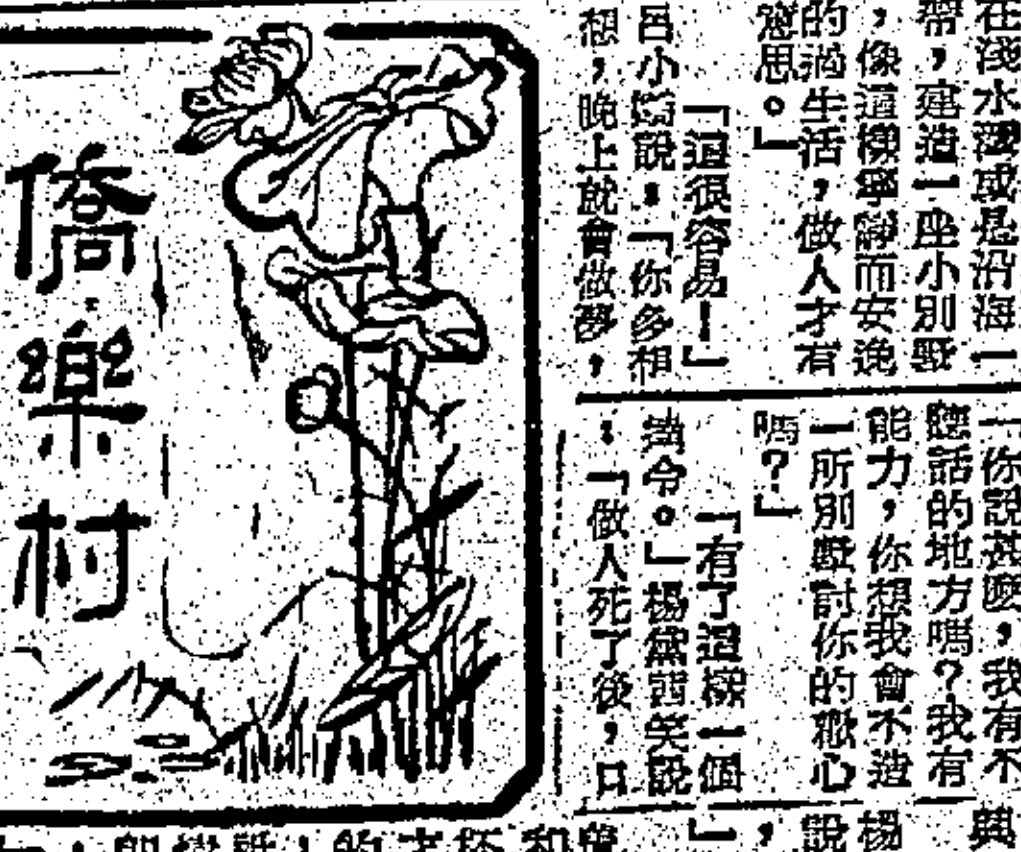 在淺水灣或是沿海一
帶，建造一座小別墅
，像這樣寧靜而安逸
的過生活，做人才有
意思。」
「這很容易！」
呂小嬌說：「你多相
想，晚上就會做夢，
「你說甚麼，我有不
聽話的地方嗎？我有
能力，你想我會不造
一所別墅討你的歡心
嗎？」
「有了這樣一個
當令。」楊黛茜笑說
：「做人死了後，口
僑樂村